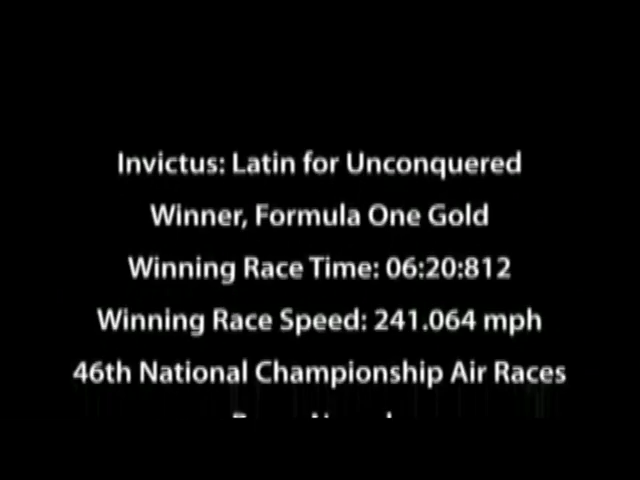 Invictus: Latin for Unconquered
Winner, Formula One Gold
Winning Race Time: 06:20:812
Winning Race Speed: 241.064 mph
46th National Championship Air Races